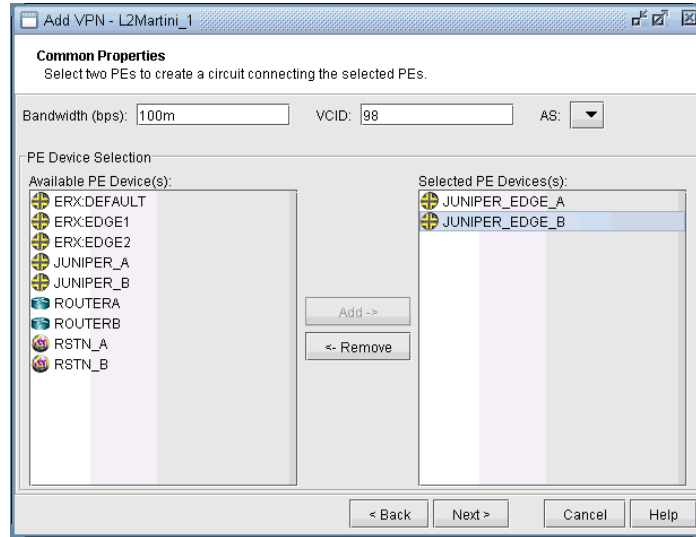 Add VPN - L2Martini_1
Common Properties
Select two PEs to create a circuit connecting the selected PEs.
Bandwidth (bps): 100m VCID: 98 AS:
PE Device Selection
Available PE Device(s): Selected PE Devices(s):
ERX:DEFAULT JUNIPER_EDGE_A
ERX:EDGE1 JUNIPER_EDGE_B
ERX:EDGE2
JUNIPER_A
JUNIPER_B
ROUTERA
ROUTERB
RSTN_A
RSTN_B
Add ->
<- Remove
< Back Next > Cancel Help